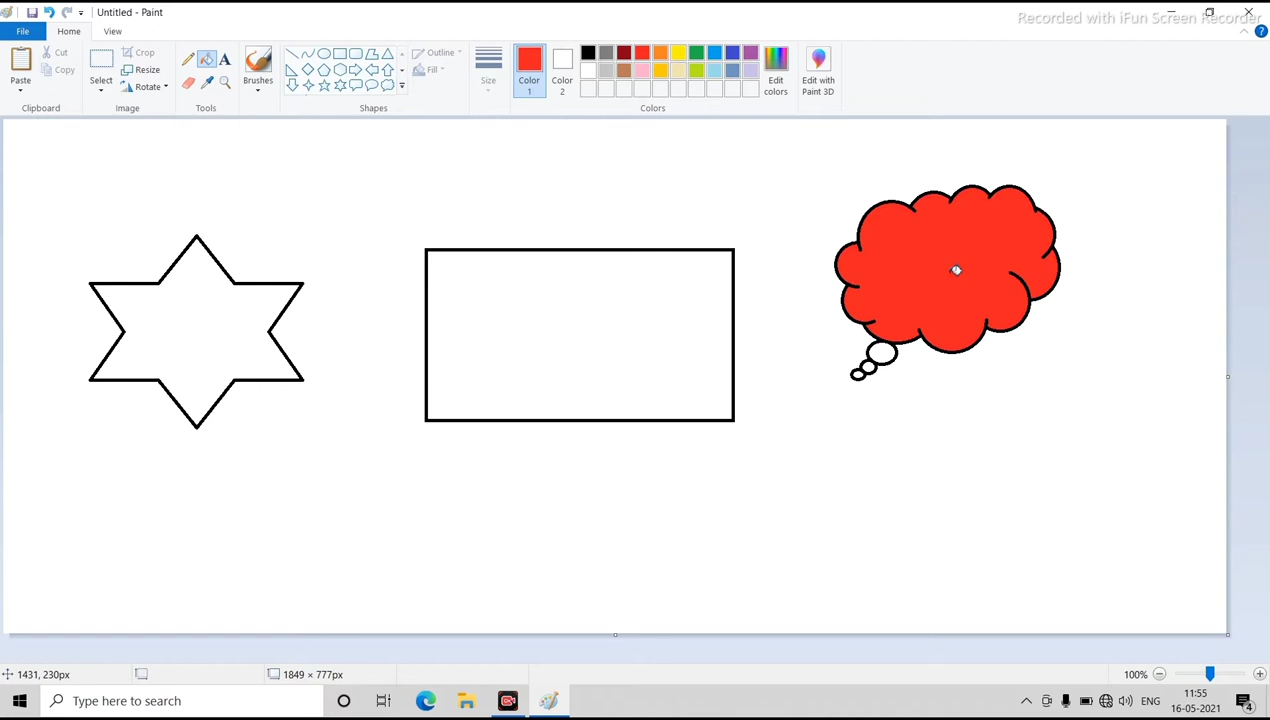 Untitled - Paint
Recorded with iFun Screen Recorder
File
Home
View
Paste
Cut
Copy
Clipboard
Select
Crop
Resize
Rotate
Image
A
Tools
Brushes
Shapes
Outline
Fill
Size
Color
1
Color
2
Edit
colors
Colors
Edit with
Paint 3D
1431, 230px
1849 × 777px
100%
Type here to search
ENG
11:55
16-05-2021
4